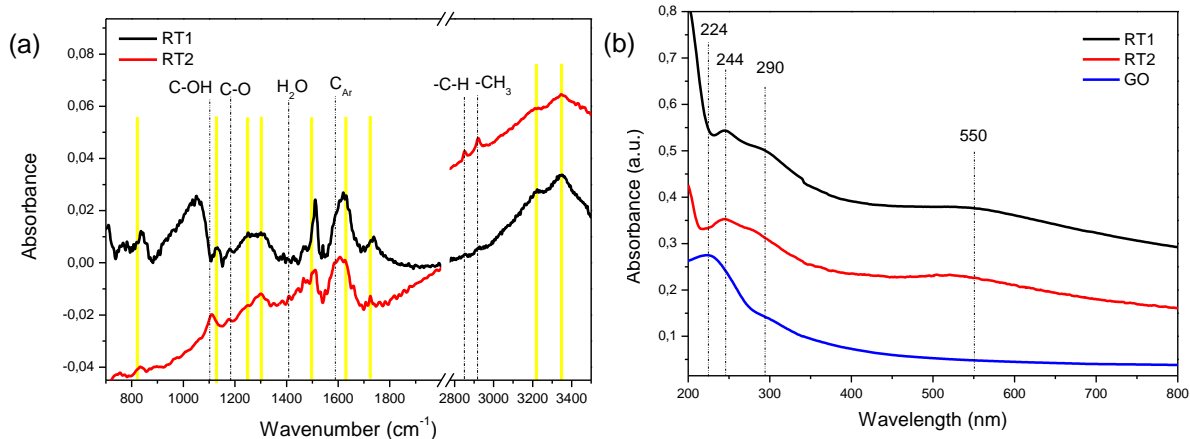 (a)
RT1
RT2
C-OH
C-O
H₂O
C_Ar
-C-H
-CH₃
0,08
0,06
0,04
0,02
0,00
-0,02
-0,04
Absorbance
800 1000 1200 1400 1600 1800 2800 3000 3200 3400
Wavenumber (cm⁻¹)
(b)
224
244
290
550
RT1
RT2
GO
0,8
0,7
0,6
0,5
0,4
0,3
0,2
0,1
Absorbance (a.u.)
200 300 400 500 600 700 800
Wavelength (nm)